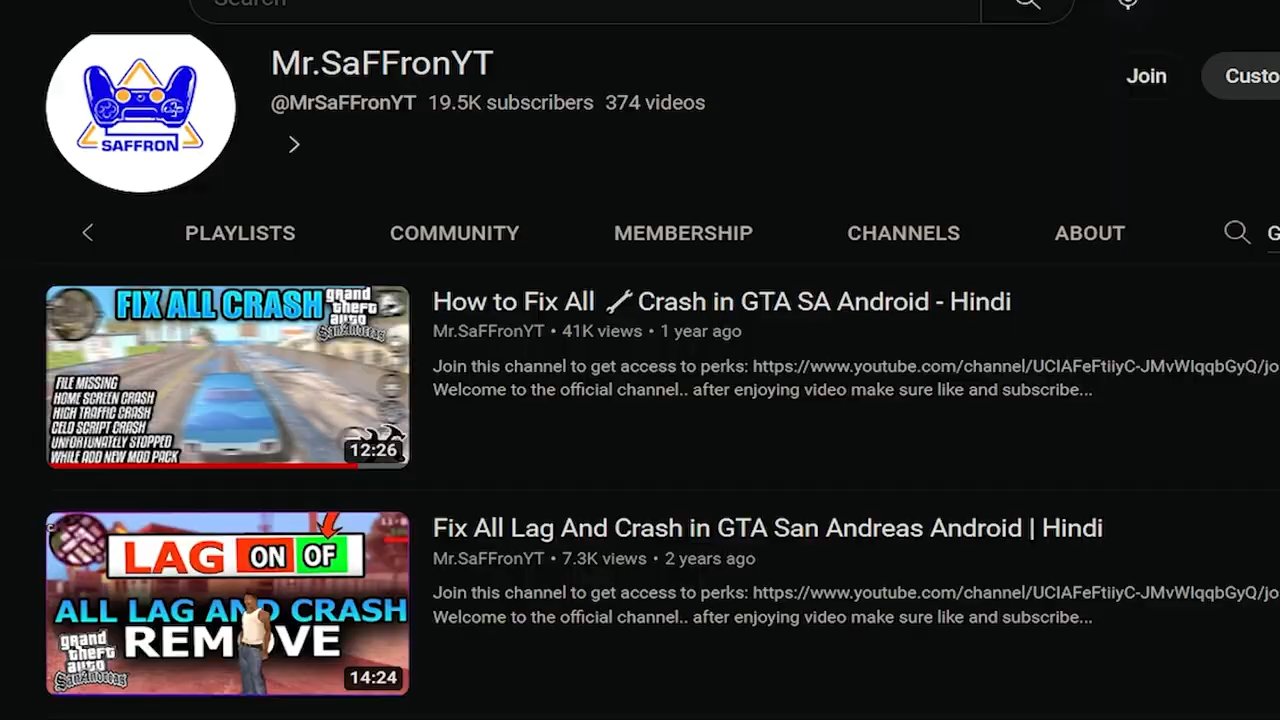 Search
Mr.SaFFronYT
Join
Custo
@MrSaFFronYT 19.5K subscribers 374 videos
SAFFRON
PLAYLISTS COMMUNITY MEMBERSHIP CHANNELS ABOUT G
FIX ALL CRASH
grand theft auto
San Andreas
FILE MISSING
HOME SCREEN CRASH
HIGH TRAFFIC CRASH
CELO SCRIPT CRASH
UNFORTUNATELY STOPPED
WHILE ADD NEW MOD PACK
12:26
How to Fix All Crash in GTA SA Android - Hindi
Mr.SaFFronYT • 41K views • 1 year ago
Join this channel to get access to perks: https://www.youtube.com/channel/UCIAFeFtiiyC-JMvWIqqbGyQ/jo
Welcome to the official channel.. after enjoying video make sure like and subscribe...
LAG ON OF
ALL LAG AND CRASH
REMOVE
grand theft auto
San Andreas
14:24
Fix All Lag And Crash in GTA San Andreas Android | Hindi
Mr.SaFFronYT • 7.3K views • 2 years ago
Join this channel to get access to perks: https://www.youtube.com/channel/UCIAFeFtiiyC-JMvWIqqbGyQ/jo
Welcome to the official channel.. after enjoying video make sure like and subscribe...